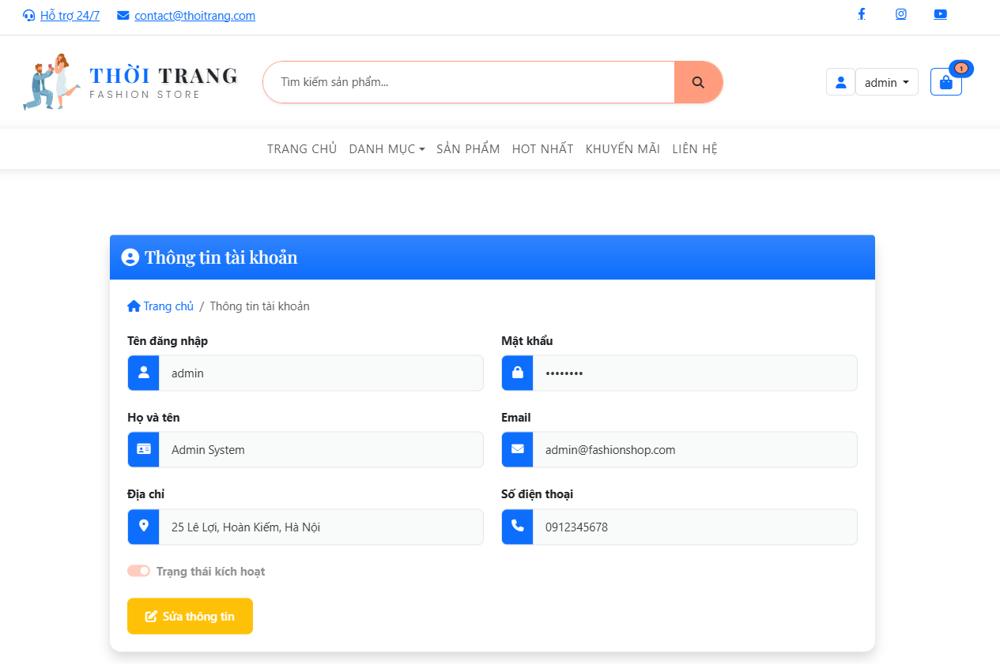 Hỗ trợ 24/7 contact@thoitrang.com
THỜI TRANG
FASHION STORE
Tìm kiếm sản phẩm...
admin
1
TRANG CHỦ DANH MỤC SẢN PHẨM HOT NHẤT KHUYẾN MÃI LIÊN HỆ
Thông tin tài khoản
Trang chủ / Thông tin tài khoản
Tên đăng nhập Mật khẩu
admin ••••••••
Họ và tên Email
Admin System admin@fashionshop.com
Địa chỉ Số điện thoại
25 Lê Lợi, Hoàn Kiếm, Hà Nội 0912345678
Trạng thái kích hoạt
Sửa thông tin